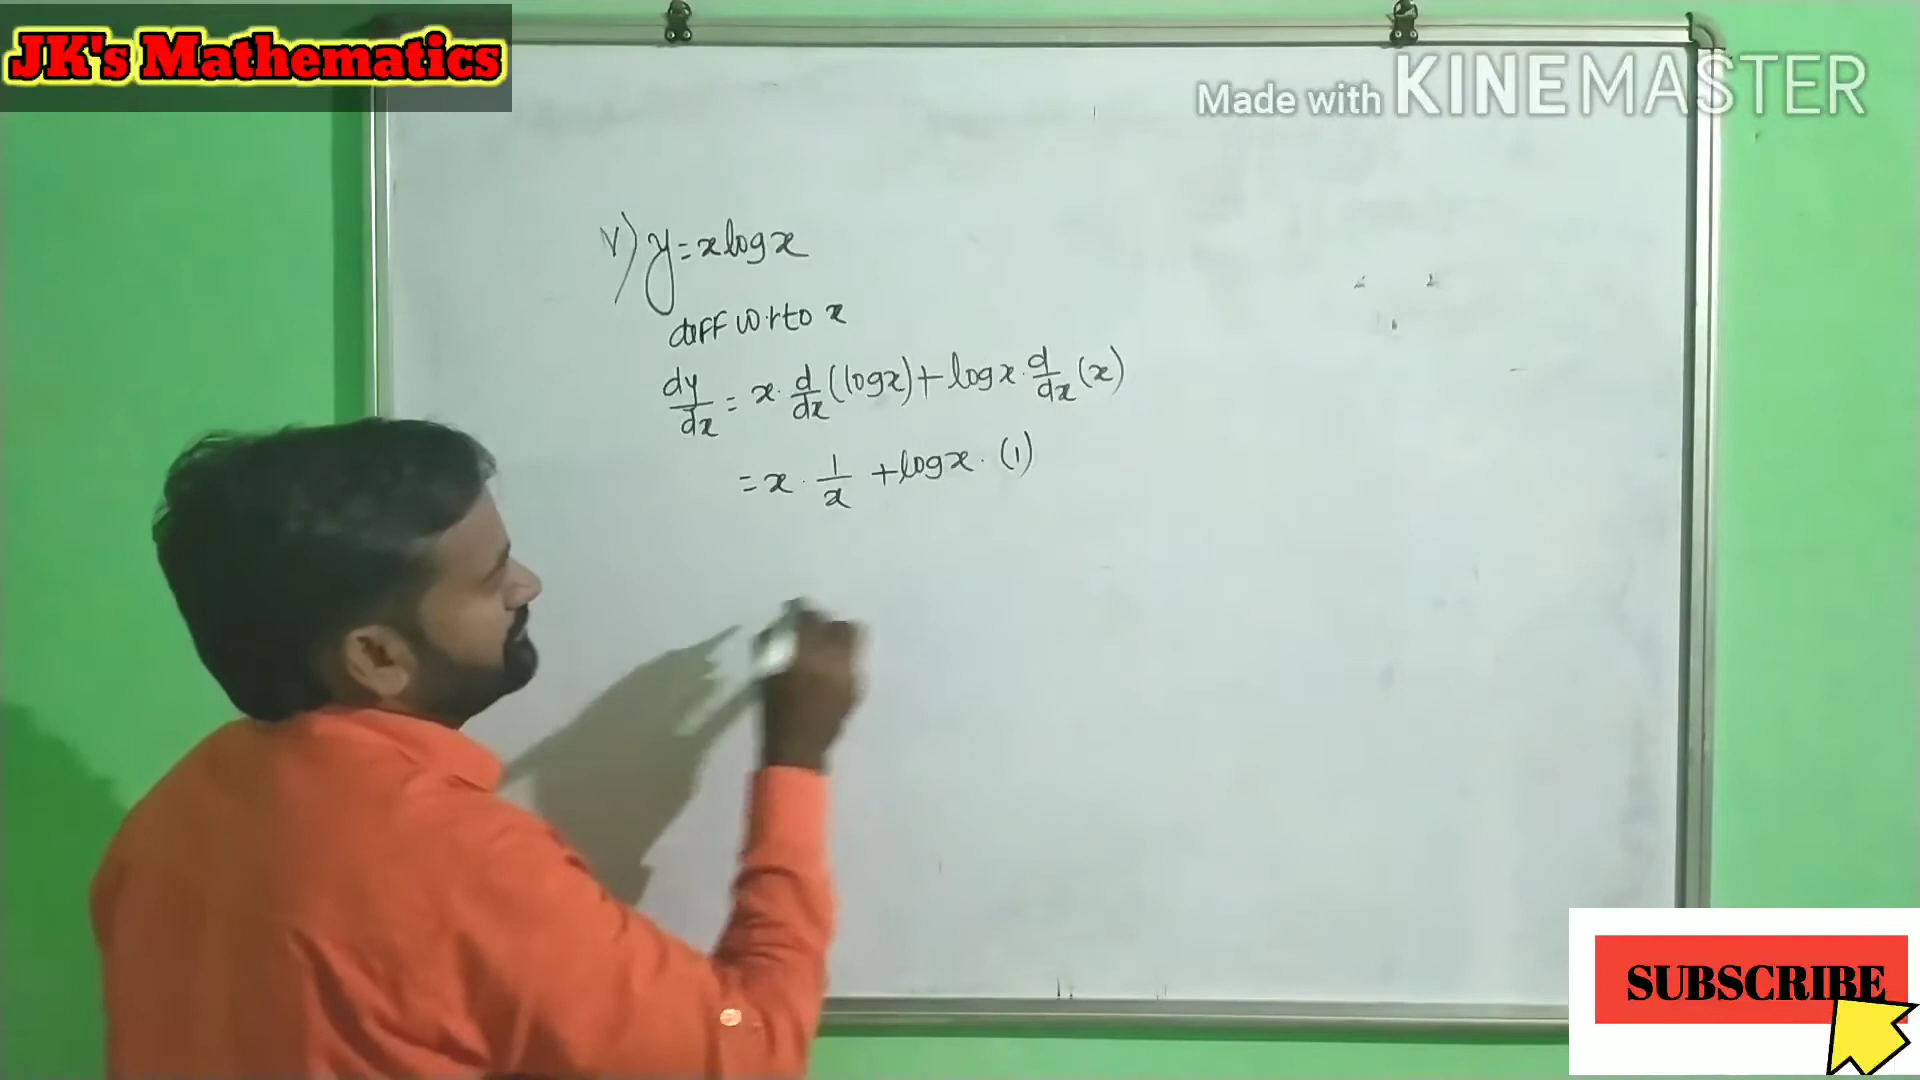 JK's Mathematics
Made with KINEMASTER
v) y = x log x
diff w.r to x
dy/dx = x · d/dx (log x) + log x · d/dx (x)
= x · 1/x + log x · (1)
SUBSCRIBE